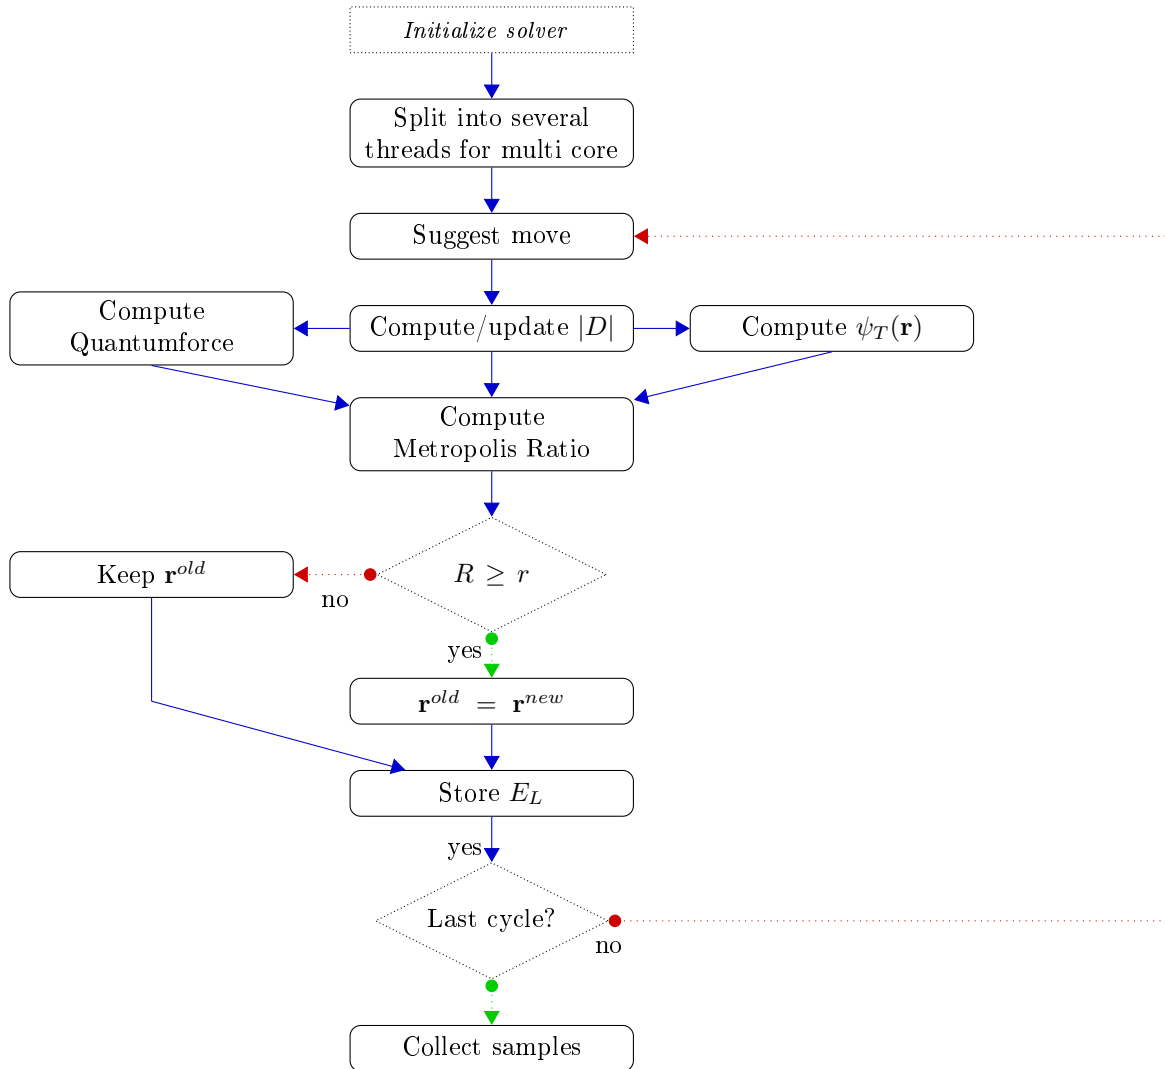 Initialize solver
Split into several
threads for multi core
Suggest move
Compute
Quantumforce
Compute/update |D|
Compute ψ_T(r)
Compute
Metropolis Ratio
Keep r^{old}
no
R ≥ r
yes
r^{old} = r^{new}
Store E_L
yes
Last cycle?
no
Collect samples